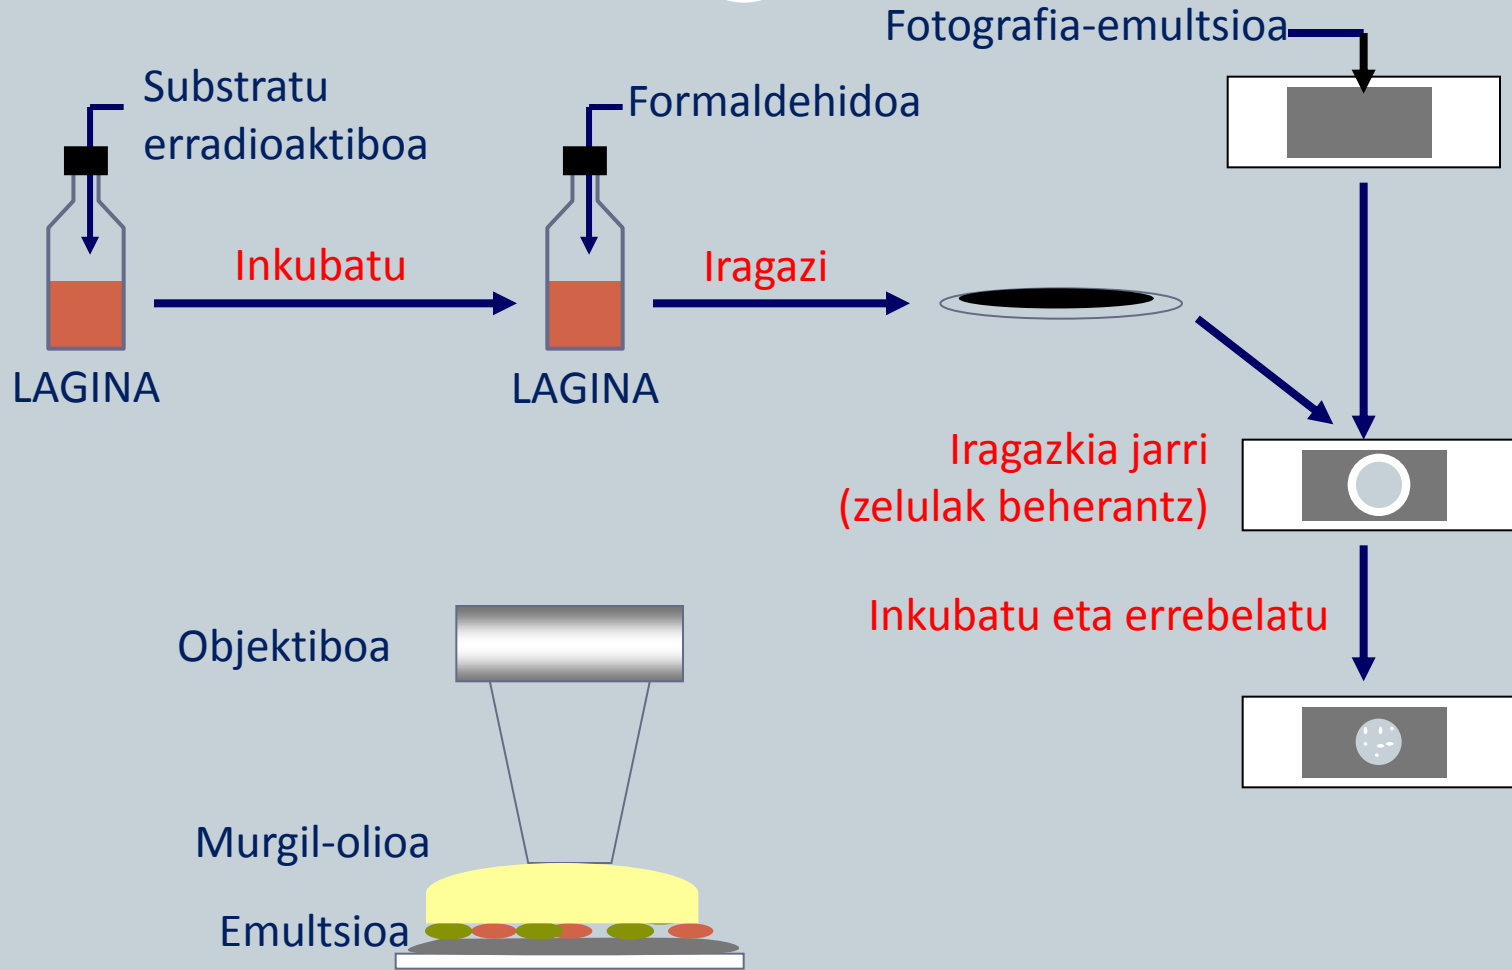 Fotografia-emultsioa
Substratu
erradioaktiboa
Formaldehidoa
Inkubatu
Iragazi
LAGINA
LAGINA
Iragazkia jarri
(zelulak beherantz)
Inkubatu eta errebelatu
Objektiboa
Murgil-olioa
Emultsioa